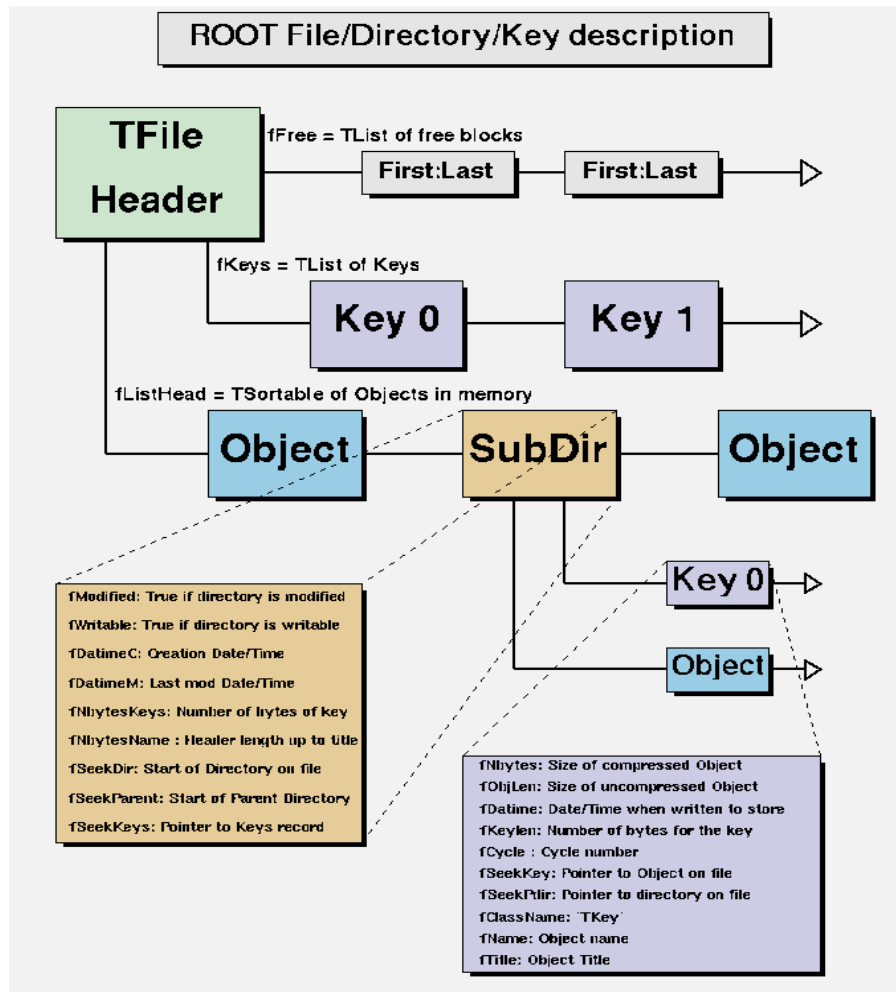 ROOT File/Directory/Key description
TFile
Header
fFree = TList of free blocks
First:Last
First:Last
fKeys = TList of Keys
Key 0
Key 1
fListHead = TSortable of Objects in memory
Object
SubDir
Object
Key 0
Object
fModified: True if directory is modified
fWritable: True if directory is writable
fDatimeC: Creation Date/Time
fDatimeM: Last mod Date/Time
fNbytesKeys: Number of bytes of key
fNbytesName : Header length up to title
fSeekDir: Start of Directory on file
fSeekParent: Start of Parent Directory
fSeekKeys: Pointer to Keys record
fNbytes: Size of compressed Object
fObjLen: Size of uncompressed Object
fDatime: Date/Time when written to store
fKeylen: Number of bytes for the key
fCycle : Cycle number
fSeekKey: Pointer to Object on file
fSeekPdir: Pointer to directory on file
fClassName: 'TKey'
fName: Object name
fTitle: Object Title